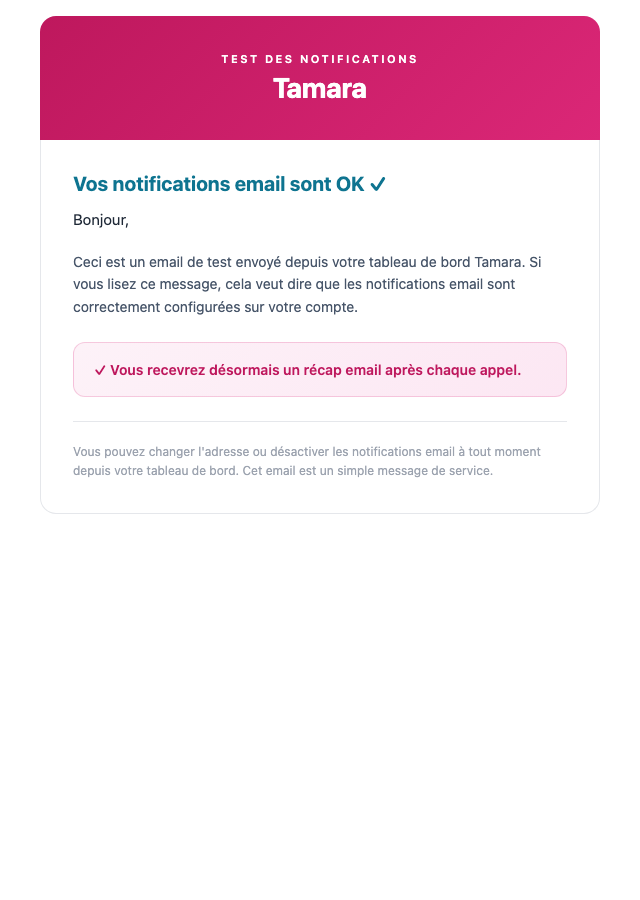 TEST DES NOTIFICATIONS
Tamara
Vos notifications email sont OK ✓
Bonjour,
Ceci est un email de test envoyé depuis votre tableau de bord Tamara. Si
vous lisez ce message, cela veut dire que les notifications email sont
correctement configurées sur votre compte.
✓ Vous recevrez désormais un récap email après chaque appel.
Vous pouvez changer l'adresse ou désactiver les notifications email à tout moment
depuis votre tableau de bord. Cet email est un simple message de service.